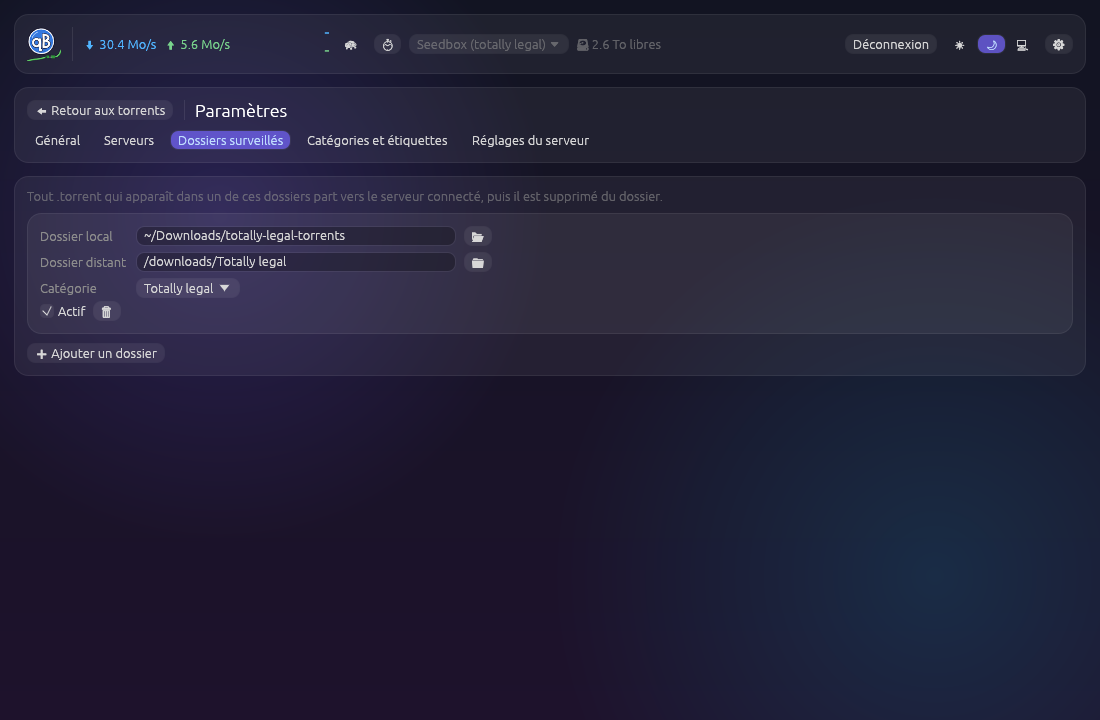 qB
30.4 Mo/s 5.6 Mo/s - - Seedbox (totally legal) 2.6 To libres Déconnexion
Retour aux torrents Paramètres
Général Serveurs Dossiers surveillés Catégories et étiquettes Réglages du serveur
Tout .torrent qui apparaît dans un de ces dossiers part vers le serveur connecté, puis il est supprimé du dossier.
Dossier local ~/Downloads/totally-legal-torrents
Dossier distant /downloads/Totally legal
Catégorie Totally legal
Actif
Ajouter un dossier